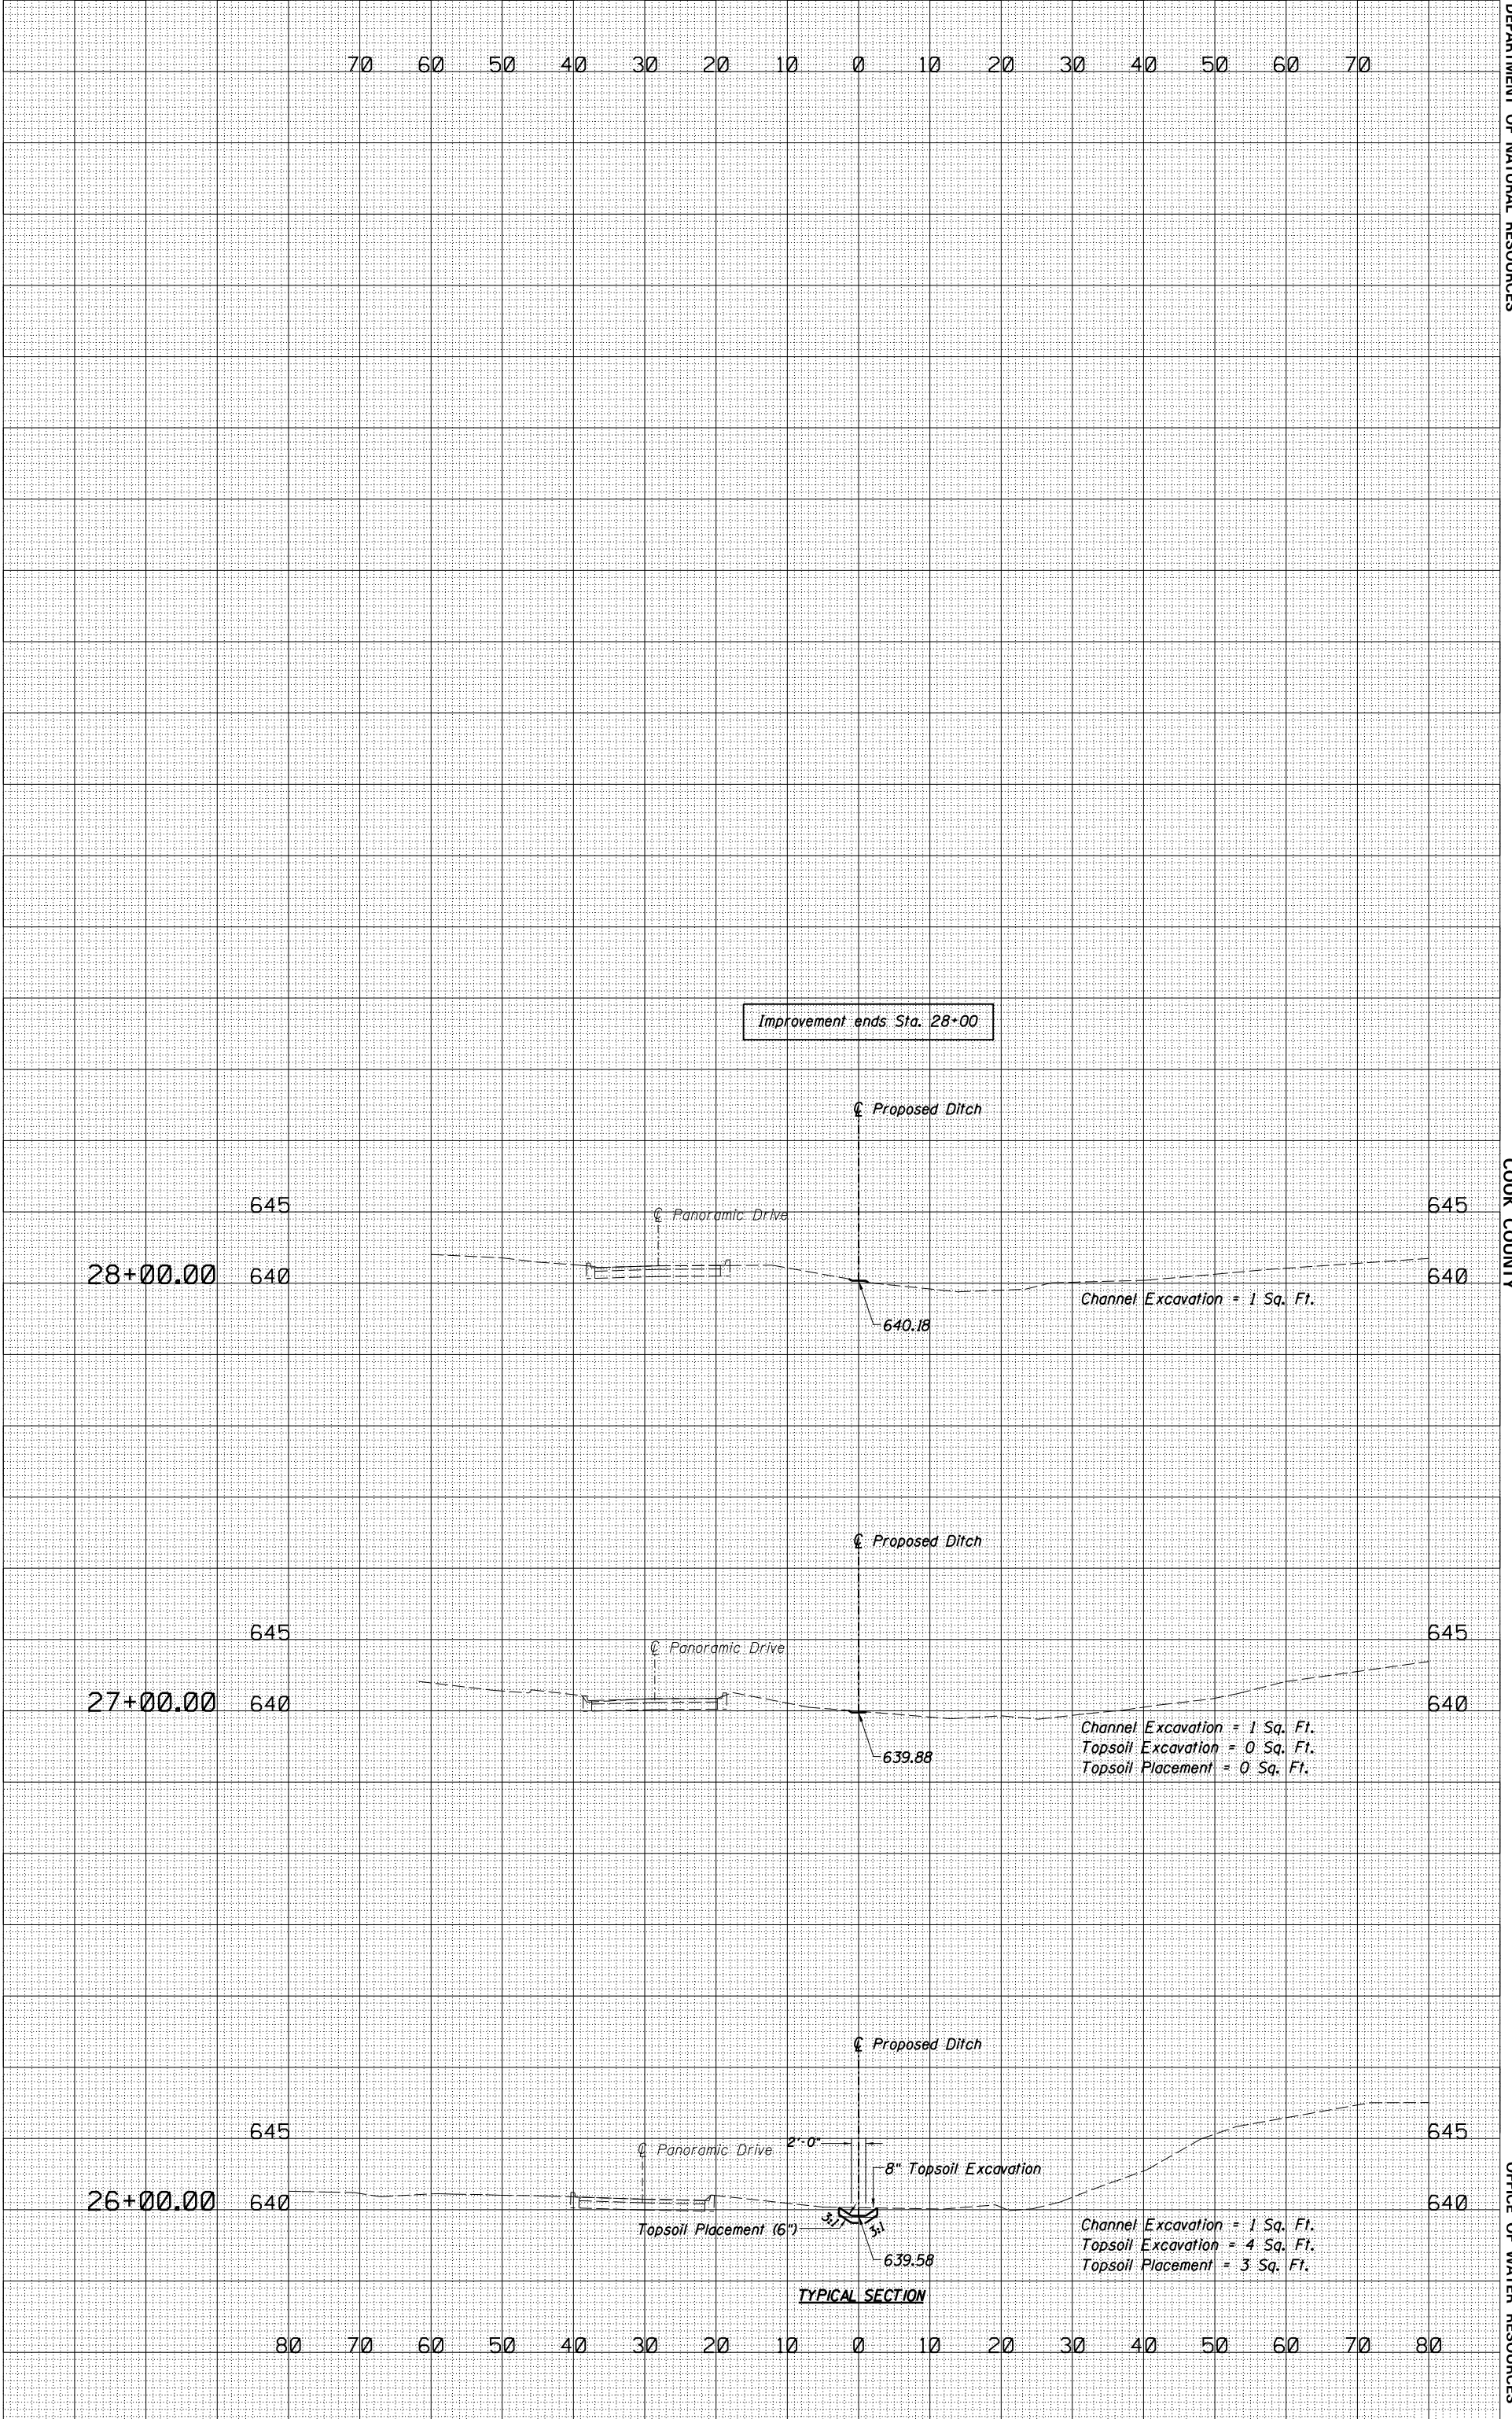 DEPARTMENT OF NATURAL RESOURCES
COOK COUNTY
OFFICE OF WATER RESOURCES
70 60 50 40 30 20 10 0 10 20 30 40 50 60 70
Improvement ends Sta. 28+00
℄ Proposed Ditch
645 645
℄ Panoramic Drive
28+00.00 640 640
Channel Excavation = 1 Sq. Ft.
640.18
℄ Proposed Ditch
645 645
℄ Panoramic Drive
27+00.00 640 640
Channel Excavation = 1 Sq. Ft.
Topsoil Excavation = 0 Sq. Ft.
Topsoil Placement = 0 Sq. Ft.
639.88
℄ Proposed Ditch
645 645
2'-0"
℄ Panoramic Drive
8" Topsoil Excavation
26+00.00 640 640
3:1 3:1
Topsoil Placement (6")
Channel Excavation = 1 Sq. Ft.
Topsoil Excavation = 4 Sq. Ft.
Topsoil Placement = 3 Sq. Ft.
639.58
TYPICAL SECTION
80 70 60 50 40 30 20 10 0 10 20 30 40 50 60 70 80